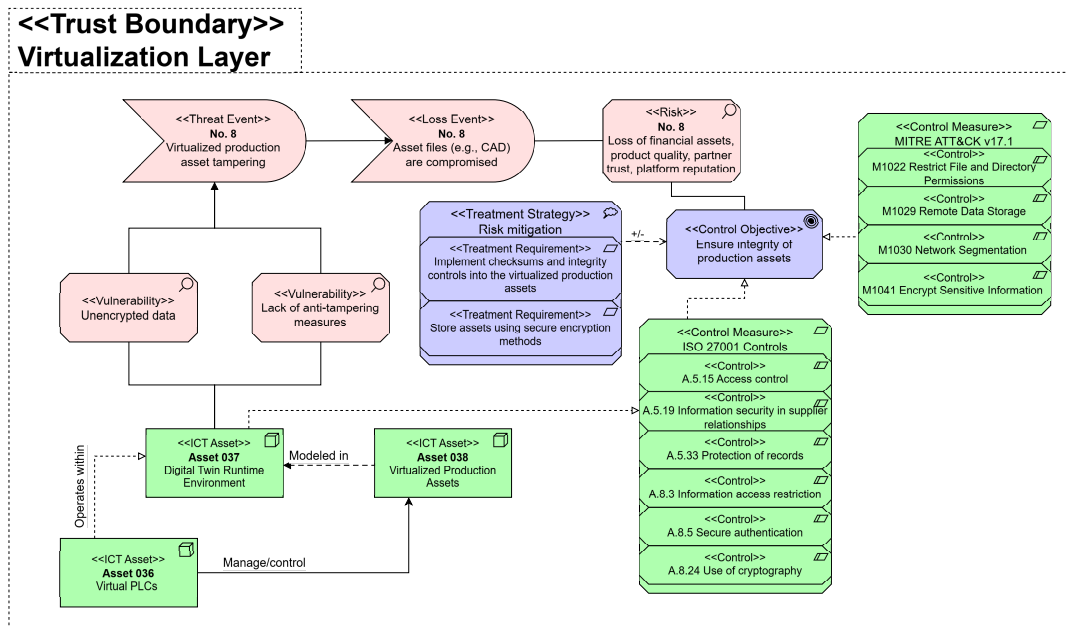 <<Trust Boundary>>
Virtualization Layer
<<Threat Event>>
No. 8
Virtualized production
asset tampering
<<Loss Event>>
No. 8
Asset files (e.g., CAD)
are compromised
<<Risk>>
No. 8
Loss of financial assets,
product quality, partner
trust, platform reputation
<<Control Measure>>
MITRE ATT&CK v17.1
<<Control>>
M1022 Restrict File and Directory
Permissions
<<Control>>
M1029 Remote Data Storage
<<Control>>
M1030 Network Segmentation
<<Control>>
M1041 Encrypt Sensitive Information
<<Treatment Strategy>>
Risk mitigation
<<Treatment Requirement>>
Implement checksums and integrity
controls into the virtualized production
assets
<<Treatment Requirement>>
Store assets using secure encryption
methods
+/-
<<Control Objective>>
Ensure integrity of
production assets
<<Vulnerability>>
Unencrypted data
<<Vulnerability>>
Lack of anti-tampering
measures
<<Control Measure>>
ISO 27001 Controls
<<Control>>
A.5.15 Access control
<<Control>>
A.5.19 Information security in supplier
relationships
<<Control>>
A.5.33 Protection of records
<<Control>>
A.8.3 Information access restriction
<<Control>>
A.8.5 Secure authentication
<<Control>>
A.8.24 Use of cryptography
<<ICT Asset>>
Asset 037
Digital Twin Runtime
Environment
Modeled in
<<ICT Asset>>
Asset 038
Virtualized Production
Assets
Operates within
<<ICT Asset>>
Asset 036
Virtual PLCs
Manage/control